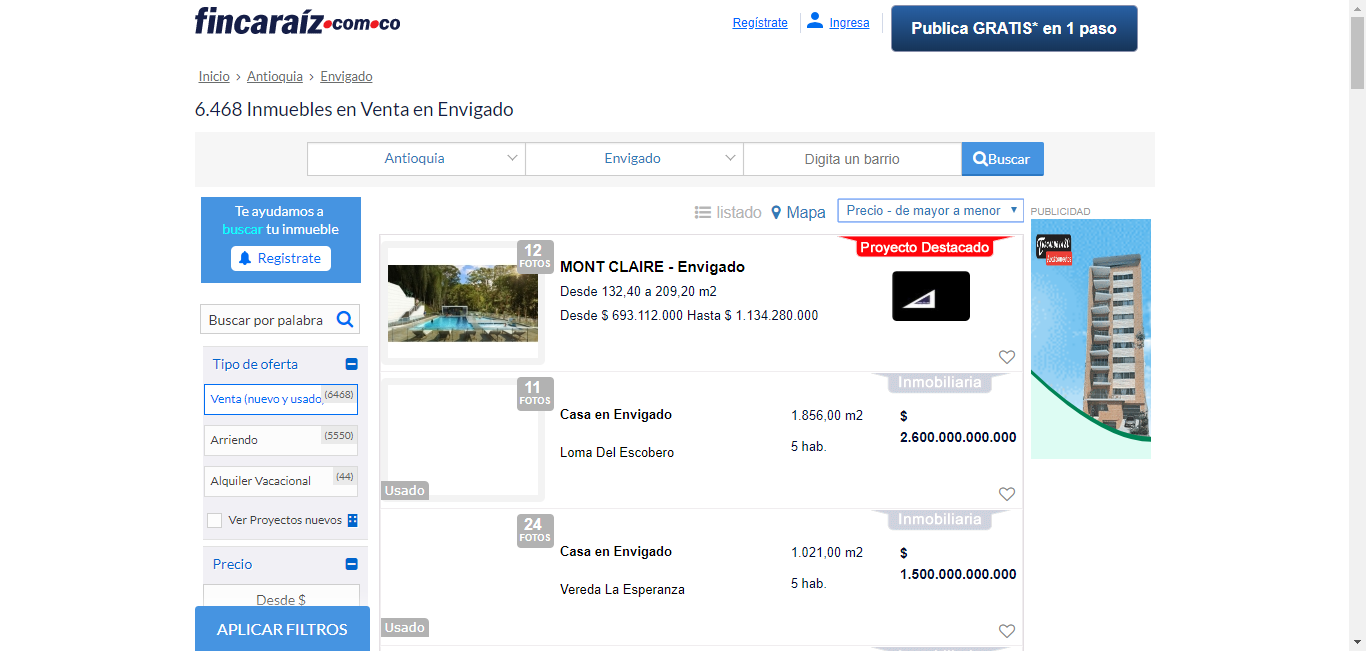 fincaraíz.com.co
Regístrate
Ingresa
Publica GRATIS* en 1 paso
Inicio › Antioquia › Envigado
6.468 Inmuebles en Venta en Envigado
Antioquia
Envigado
Digita un barrio
Buscar
Te ayudamos a
buscar tu inmueble
Registrate
listado
Mapa
Precio - de mayor a menor
PUBLICIDAD
Buscar por palabra
Tipo de oferta
Venta (nuevo y usado)
(6468)
Arriendo
(5550)
Alquiler Vacacional
(44)
Ver Proyectos nuevos
Precio
Desde $
APLICAR FILTROS
12
FOTOS
MONT CLAIRE - Envigado
Desde 132,40 a 209,20 m2
Desde $ 693.112.000 Hasta $ 1.134.280.000
Proyecto Destacado
11
FOTOS
Usado
Casa en Envigado
Loma Del Escobero
1.856,00 m2
5 hab.
Inmobiliaria
$
2.600.000.000.000
24
FOTOS
Usado
Casa en Envigado
Vereda La Esperanza
1.021,00 m2
5 hab.
Inmobiliaria
$
1.500.000.000.000